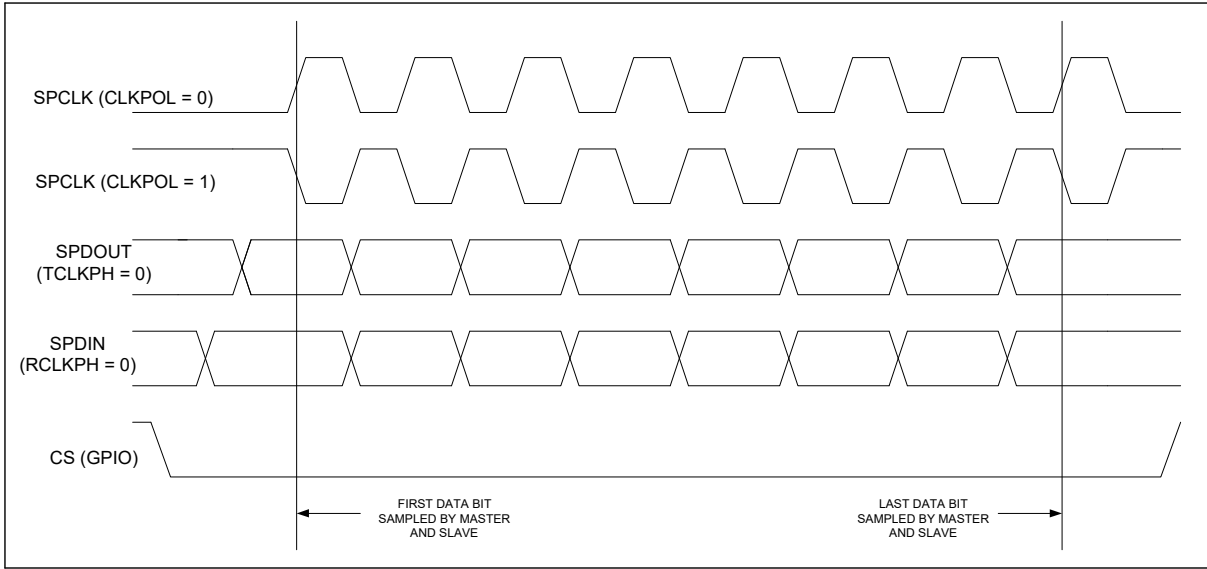 SPCLK (CLKPOL = 0)
SPCLK (CLKPOL = 1)
SPDOUT
(TCLKPH = 0)
SPDIN
(RCLKPH = 0)
CS (GPIO)
FIRST DATA BIT
SAMPLED BY MASTER
AND SLAVE
LAST DATA BIT
SAMPLED BY MASTER
AND SLAVE